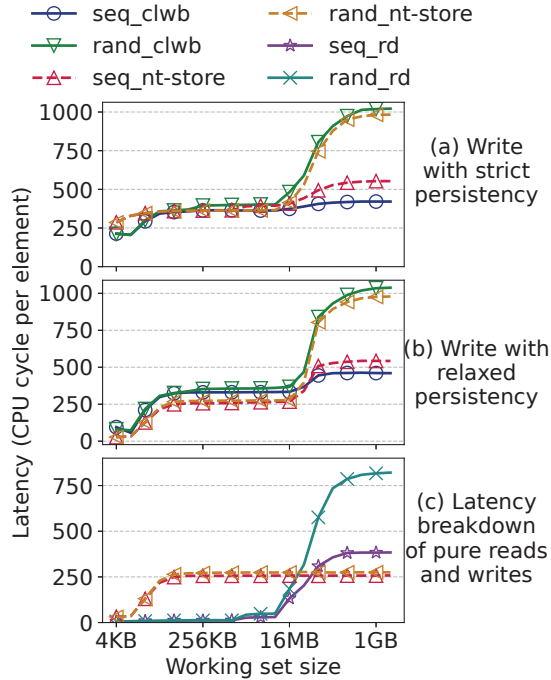 seq_clwb
rand_clwb
seq_nt-store
rand_nt-store
seq_rd
rand_rd
Latency (CPU cycle per element)
1000
750
500
250
0
(a) Write
with strict
persistency
1000
750
500
250
0
(b) Write with
relaxed
persistency
750
500
250
0
(c) Latency
breakdown
of pure reads
and writes
4KB
256KB
16MB
1GB
Working set size